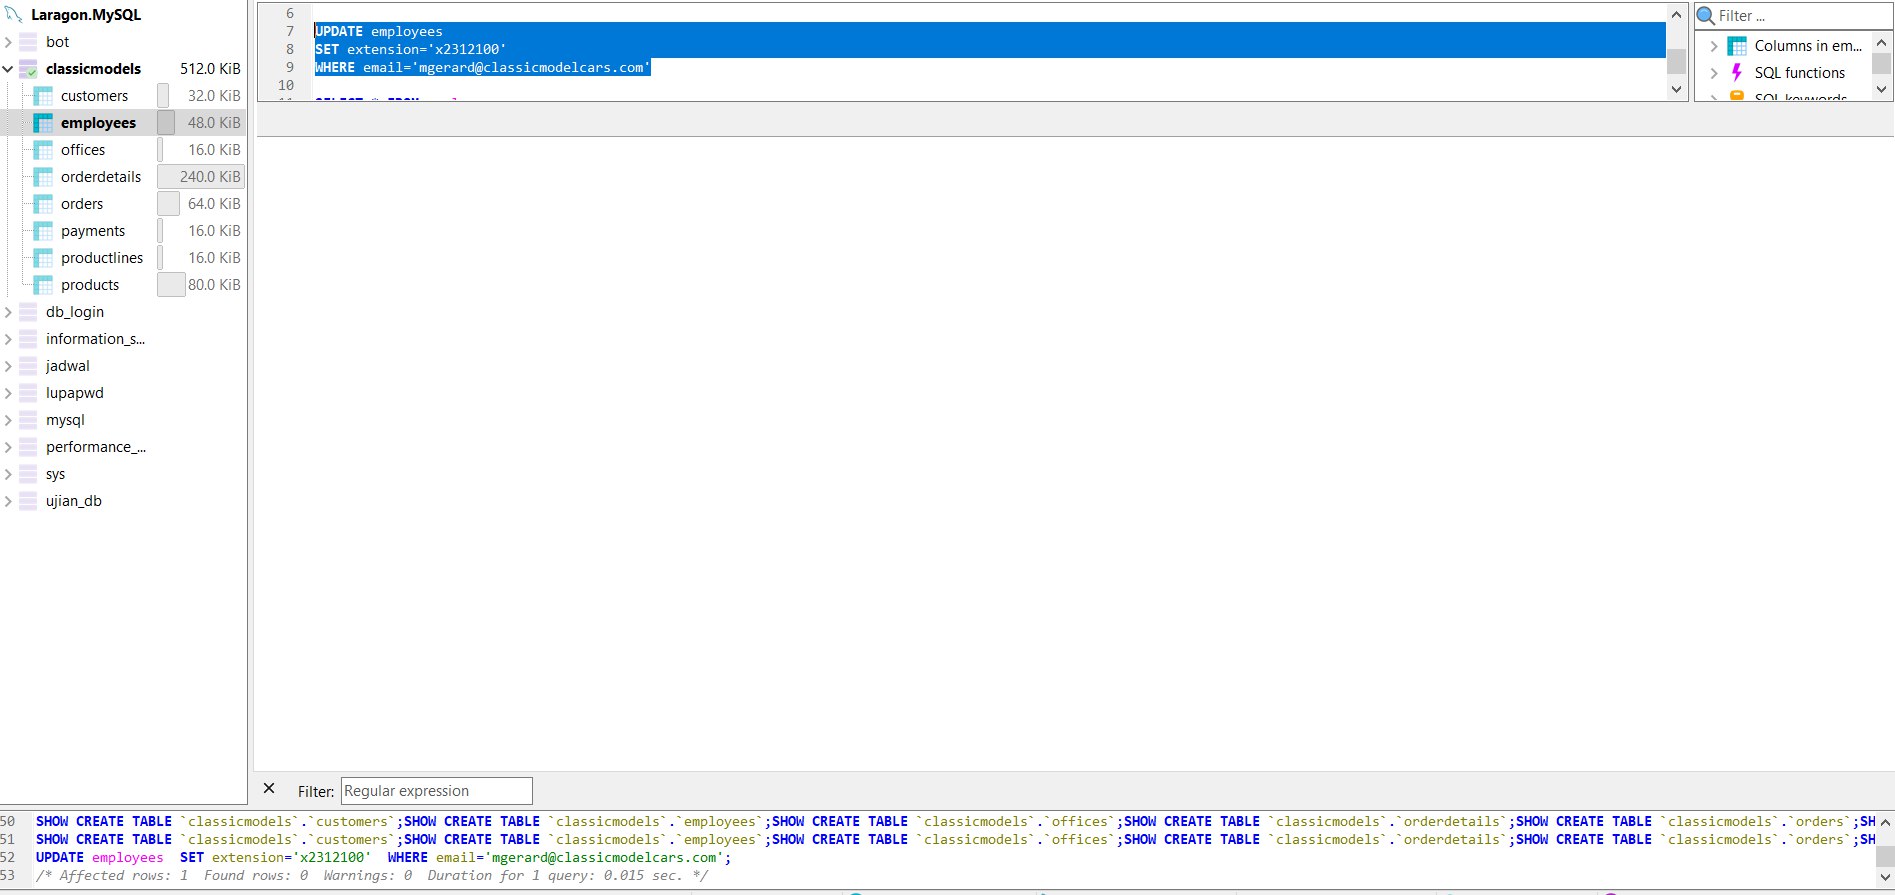 Laragon.MySQL
bot
classicmodels 512.0 KiB
customers 32.0 KiB
employees 48.0 KiB
offices 16.0 KiB
orderdetails 240.0 KiB
orders 64.0 KiB
payments 16.0 KiB
productlines 16.0 KiB
products 80.0 KiB
db_login
information_s...
jadwal
lupapwd
mysql
performance_...
sys
ujian_db
6
7 UPDATE employees
8 SET extension='x2312100'
9 WHERE email='mgerard@classicmodelcars.com'
10
Filter ...
Columns in em...
SQL functions
SQL keywords
Filter: Regular expression
50 SHOW CREATE TABLE `classicmodels`.`customers`;SHOW CREATE TABLE `classicmodels`.`employees`;SHOW CREATE TABLE `classicmodels`.`offices`;SHOW CREATE TABLE `classicmodels`.`orderdetails`;SHOW CREATE TABLE `classicmodels`.`orders`;SH
51 SHOW CREATE TABLE `classicmodels`.`customers`;SHOW CREATE TABLE `classicmodels`.`employees`;SHOW CREATE TABLE `classicmodels`.`offices`;SHOW CREATE TABLE `classicmodels`.`orderdetails`;SHOW CREATE TABLE `classicmodels`.`orders`;SH
52 UPDATE employees  SET extension='x2312100'  WHERE email='mgerard@classicmodelcars.com';
53 /* Affected rows: 1  Found rows: 0  Warnings: 0  Duration for 1 query: 0.015 sec. */